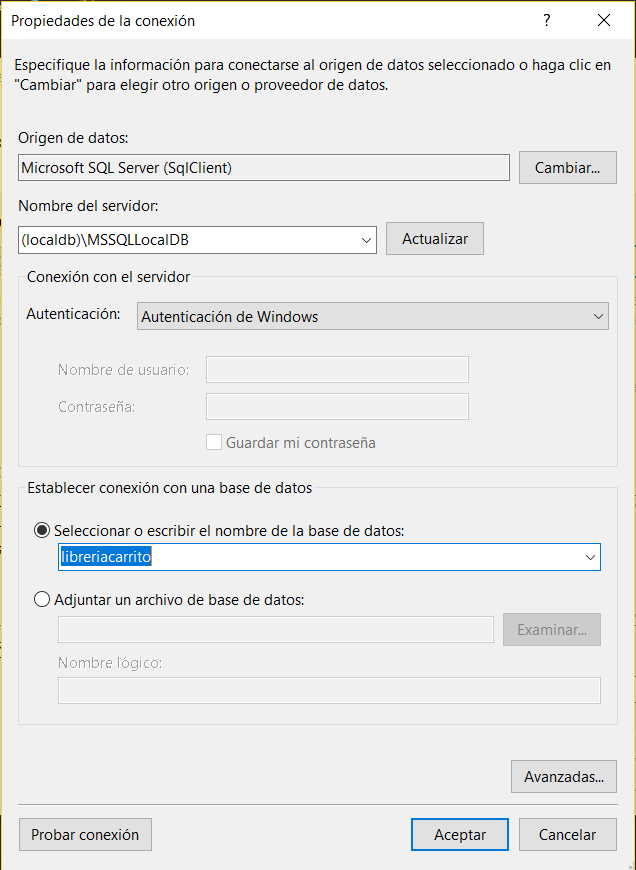 Propiedades de la conexión
?
Especifique la información para conectarse al origen de datos seleccionado o haga clic en
"Cambiar" para elegir otro origen o proveedor de datos.
Origen de datos:
Microsoft SQL Server (SqlClient)
Cambiar...
Nombre del servidor:
(localdb)\MSSQLLocalDB
Actualizar
Conexión con el servidor
Autenticación:
Autenticación de Windows
Nombre de usuario:
Contraseña:
Guardar mi contraseña
Establecer conexión con una base de datos
Seleccionar o escribir el nombre de la base de datos:
libreriacarrito
Adjuntar un archivo de base de datos:
Examinar...
Nombre lógico:
Avanzadas...
Probar conexión
Aceptar
Cancelar